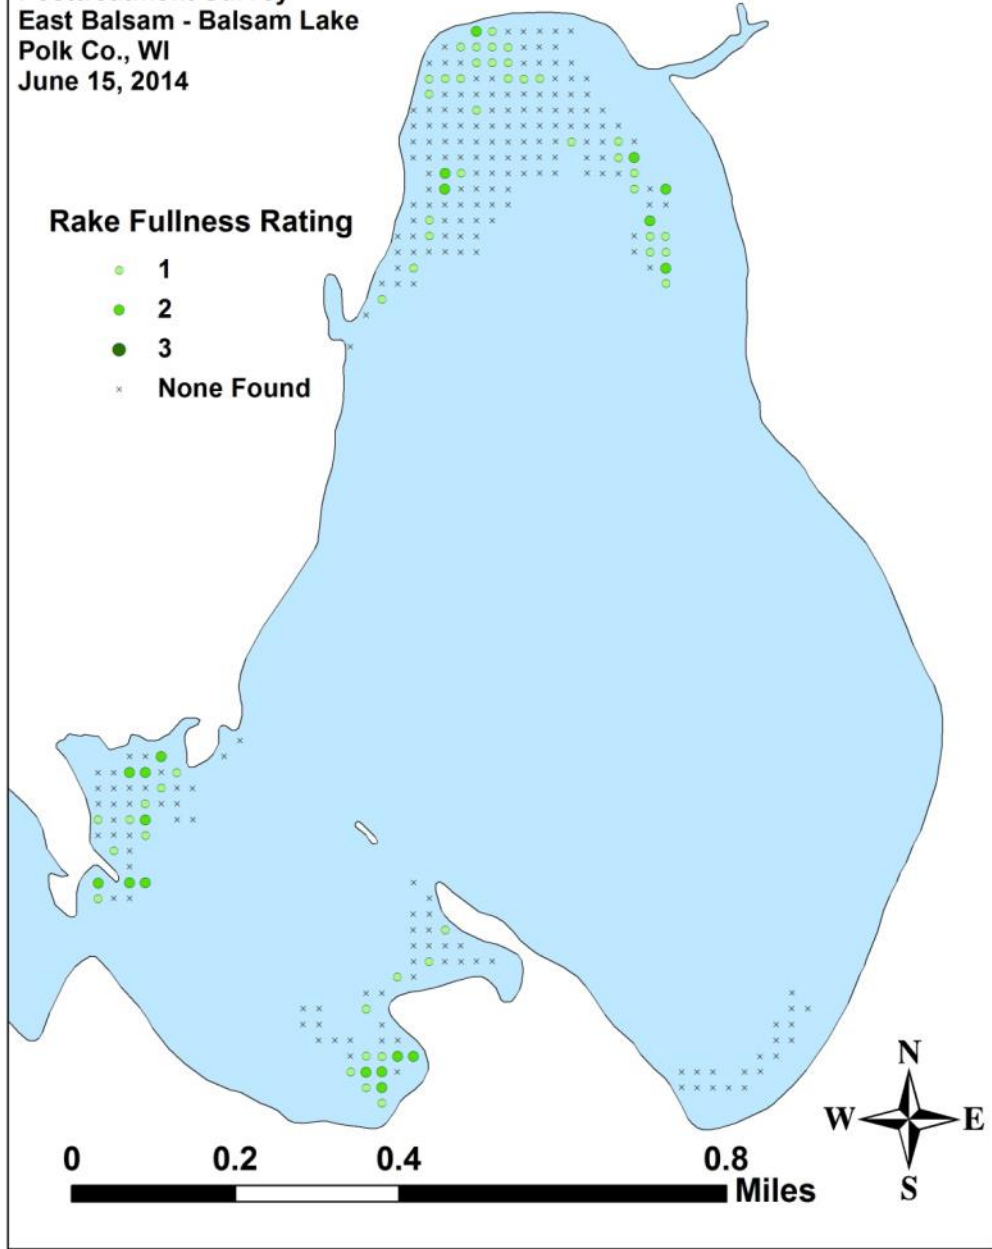 East Balsam - Balsam Lake
Polk Co., WI
June 15, 2014
Rake Fullness Rating
1
2
3
None Found
N
W E
S
0 0.2 0.4 0.8
Miles